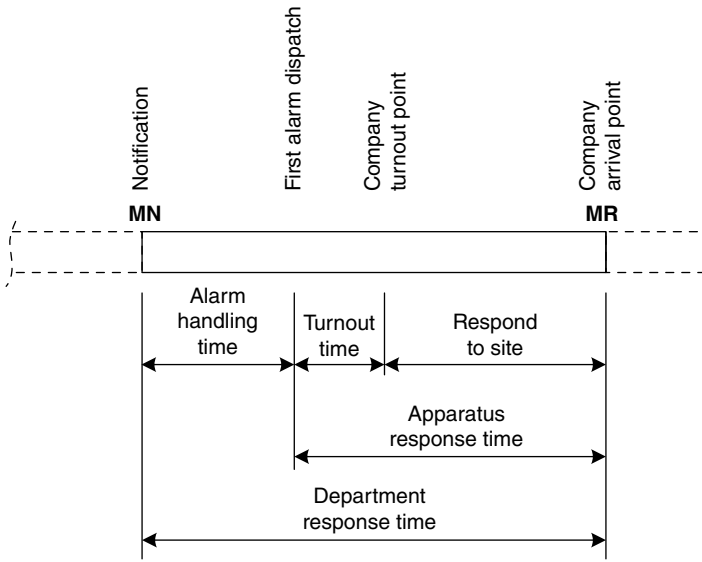 Notification
First alarm dispatch
Company
turnout point
Company
arrival point
MN
MR
Alarm
handling
time
Turnout
time
Respond
to site
Apparatus
response time
Department
response time